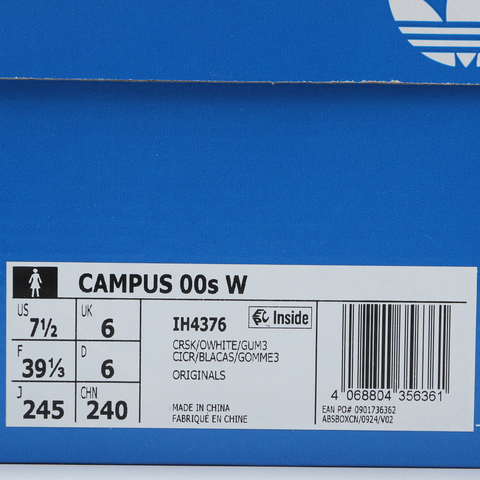 CAMPUS 00s W
US 7½ UK 6
F 39⅓ D 6
J 245 CHN 240
IH4376 Inside
CRSK/OWHITE/GUM3
CICR/BLACAS/GOMME3
ORIGINALS
MADE IN CHINA
FABRIQUÉ EN CHINE
4 068804 356361
EAN PO# 0901736362
ABSBOXCN/0924/V02